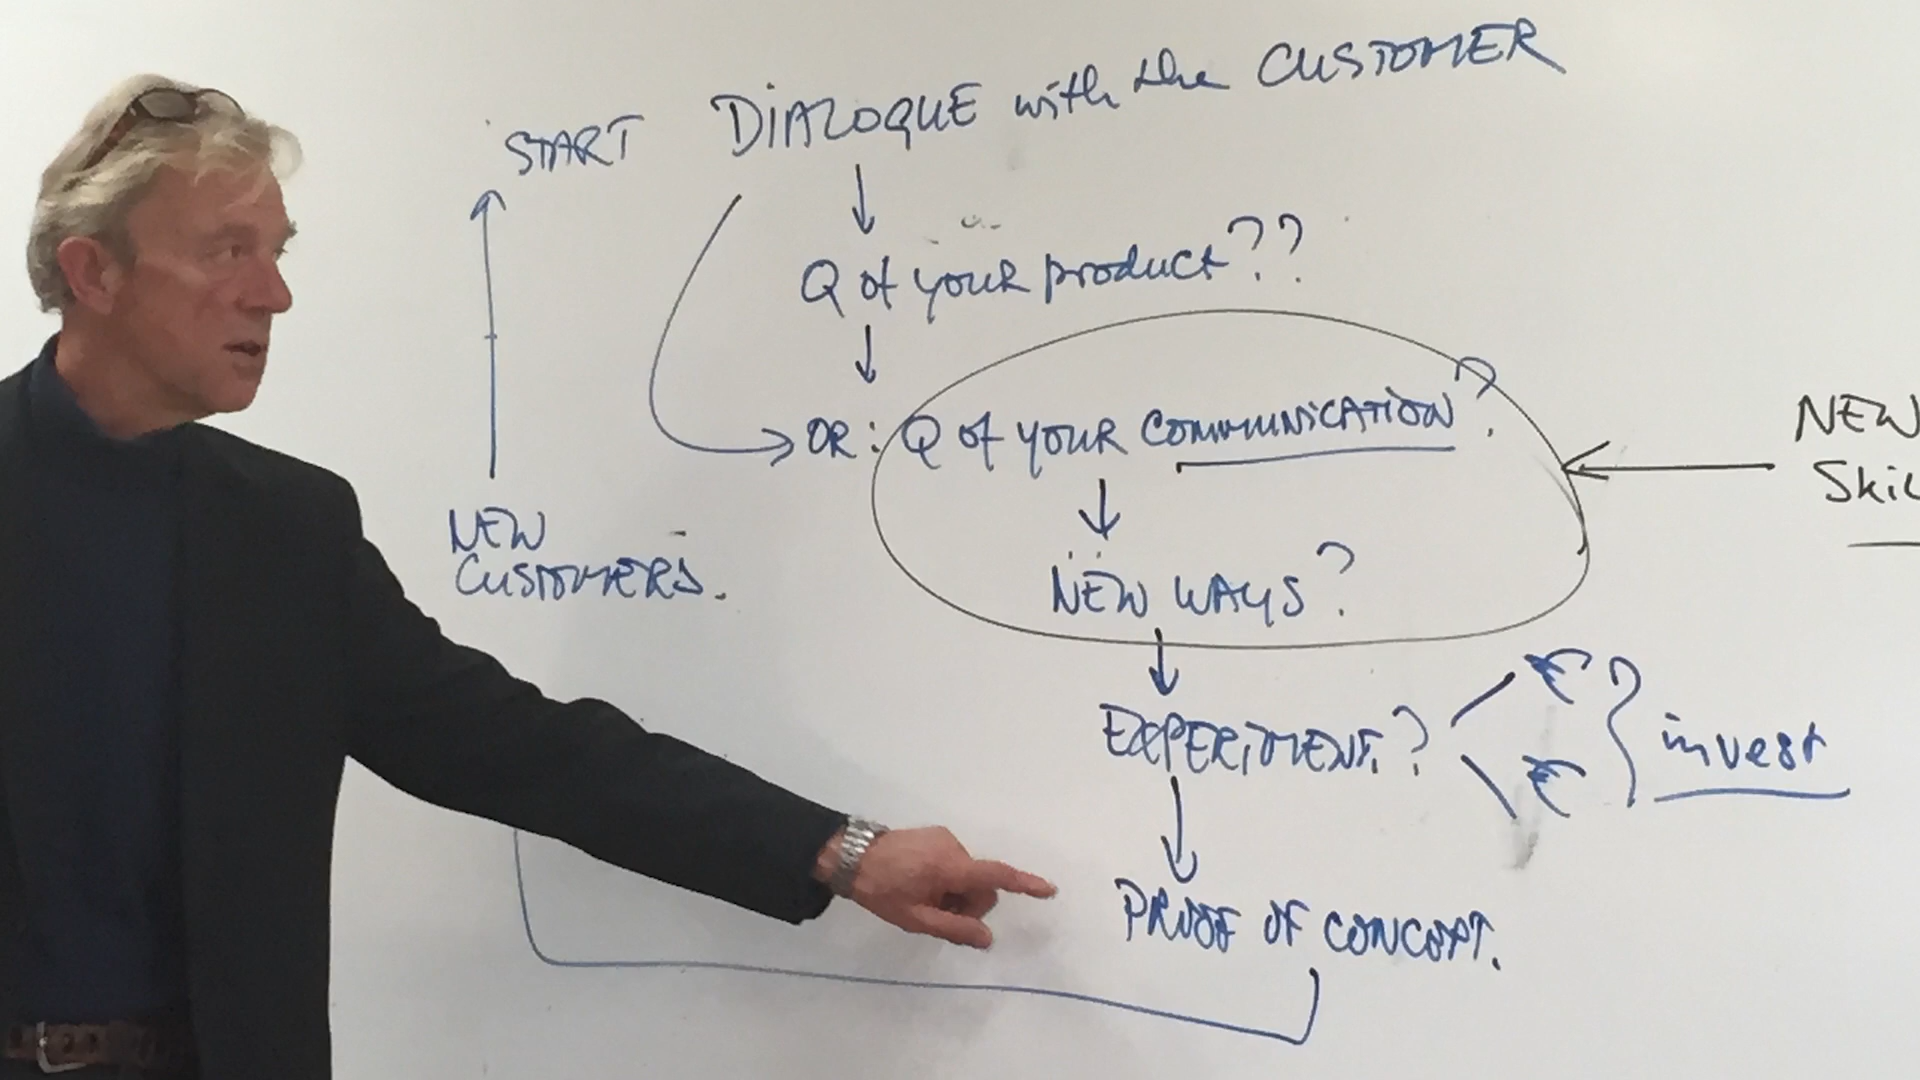 START DIALOGUE with the CUSTOMER
Q of your product??
OR: Q of your COMMUNICATION?
NEW
Skil
NEW WAYS?
NEW
CUSTOMERS.
EXPERIMENT.? € € } invest
PROOF OF CONCEPT.